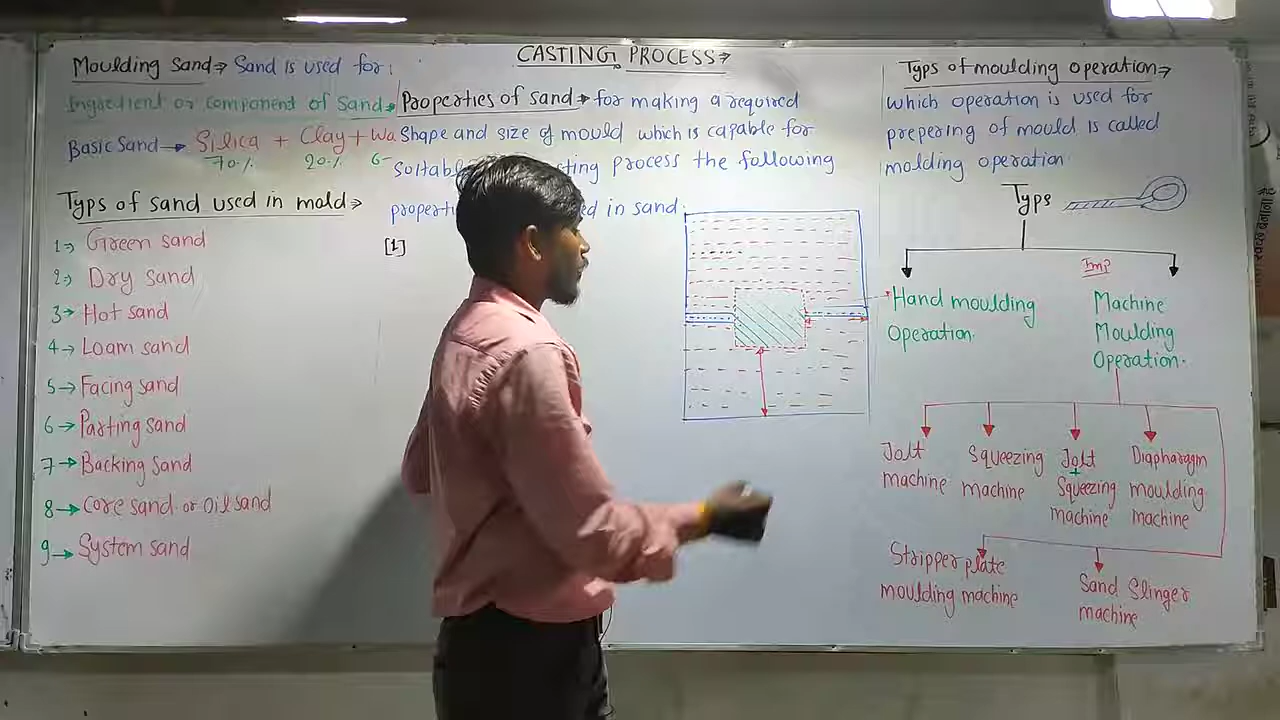 CASTING PROCESS→
Moulding Sand→ Sand is used for:
Ingredient or component of Sand→
Basic Sand→ Silica + Clay + Wa
70% 20% 6-
Typs of sand used in mold→
1→ Green sand
2→ Dry sand
3→ Hot sand
4→ Loam sand
5→ Facing sand
6→ Parting sand
7→ Backing Sand
8→ Core sand or Oil sand
9→ System sand
Properties of sand→ for making a required
Shape and size of mould which is capable for
suitabl sting process the following
propert ed in sand.
[1]
Typs of moulding operation→
which operation is used for
prepering of mould is called
molding operation.
Typs
Imp
Hand moulding
Operation.
Machine
Moulding
Operation.
Jolt
machine
Squeezing
machine
Jolt
+
Squeezing
machine
Diapharagm
moulding
machine
Stripper plate
moulding machine
Sand Slinger
machine